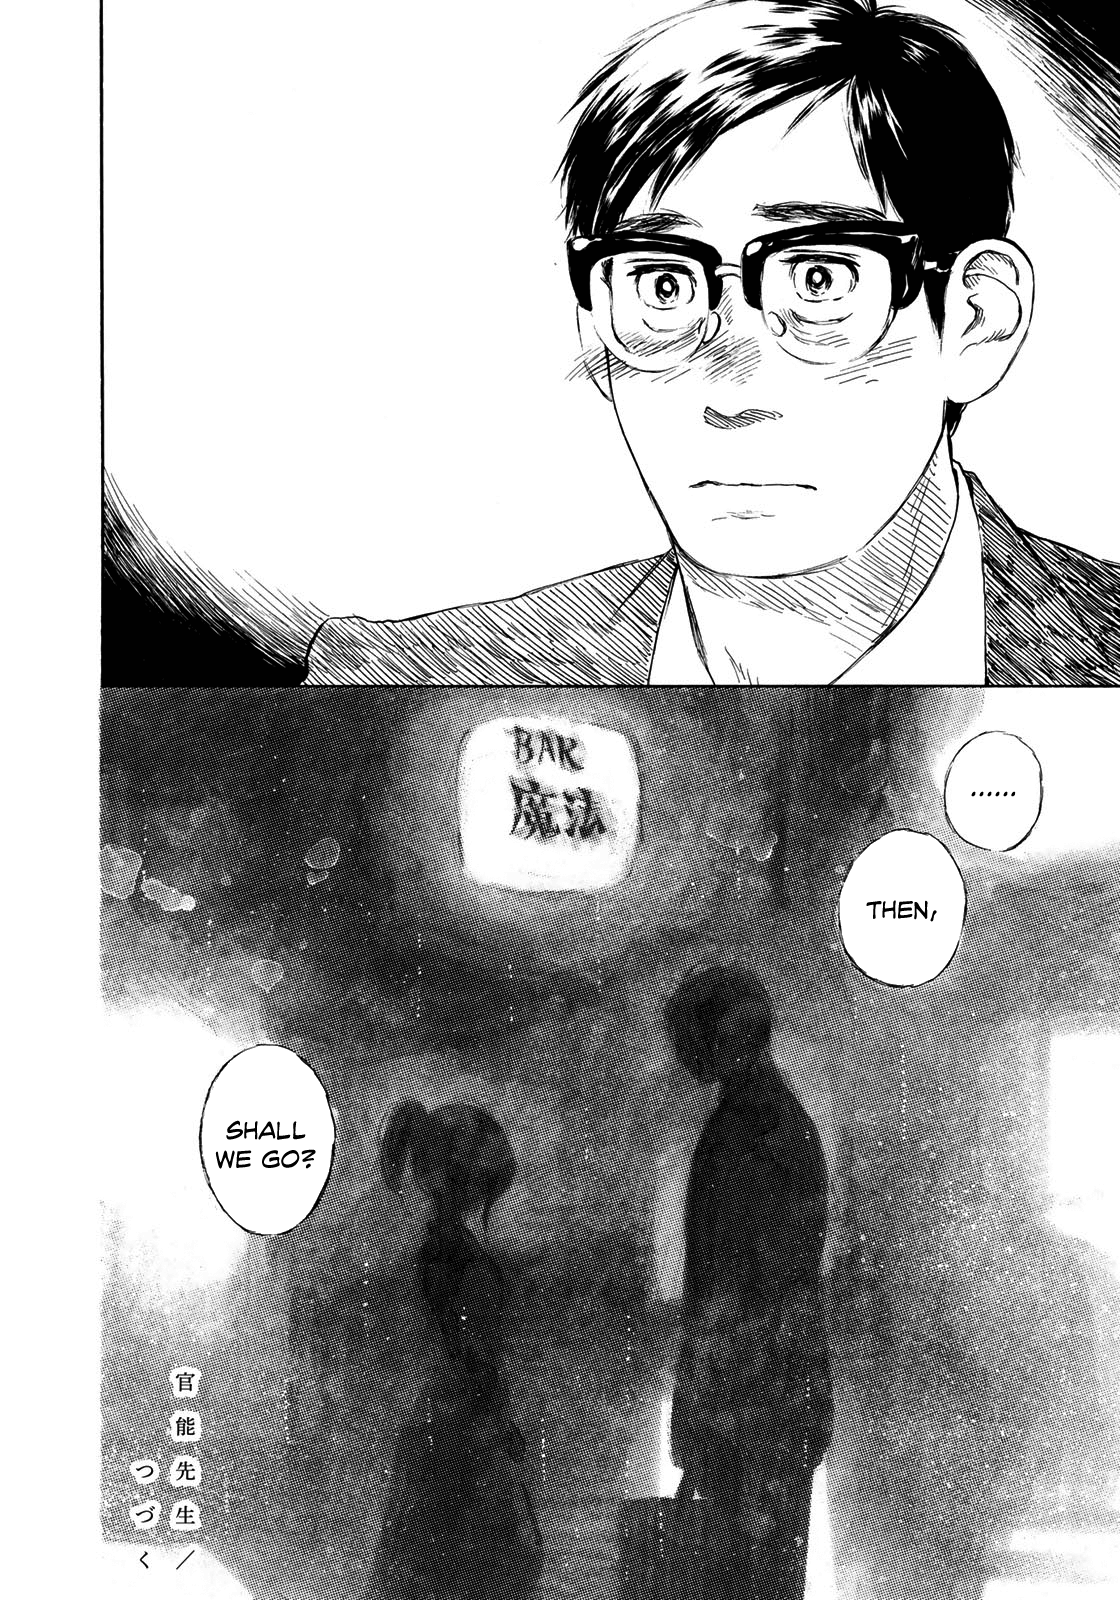 BAR
魔法
......
THEN,
SHALL
WE GO?
官能先生／
つづく